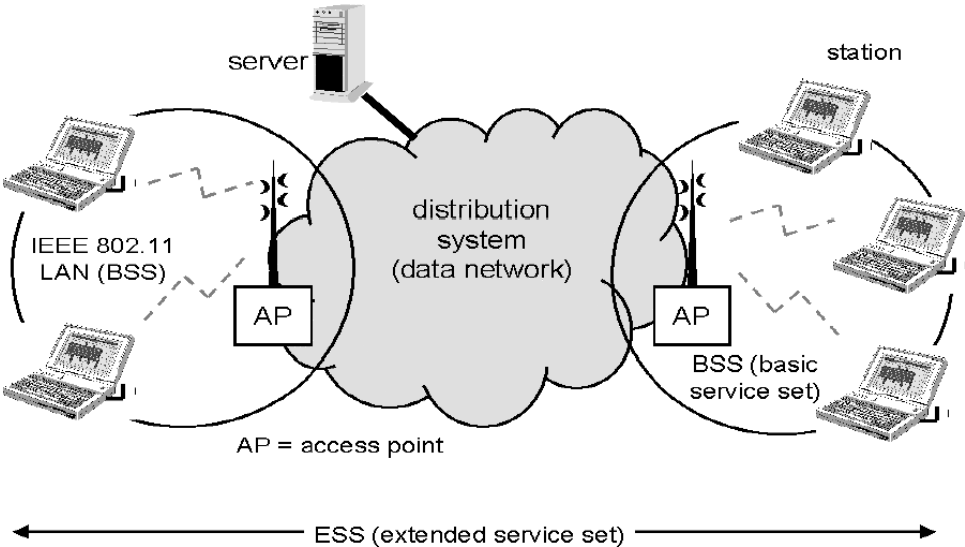 server
station
IEEE 802.11
LAN (BSS)
distribution
system
(data network)
AP
AP
BSS (basic
service set)
AP = access point
ESS (extended service set)